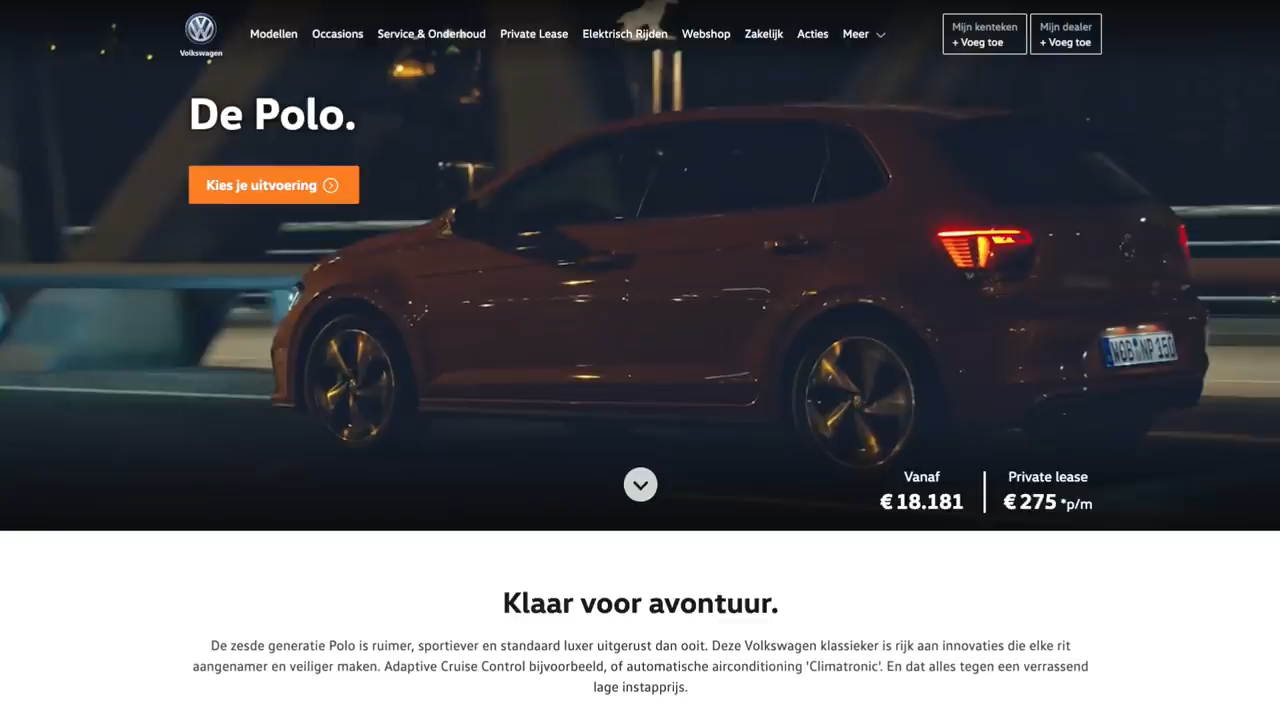 Volkswagen
Modellen
Occasions
Service & Onderhoud
Private Lease
Elektrisch Rijden
Webshop
Zakelijk
Acties
Meer
Mijn kenteken
+ Voeg toe
Mijn dealer
+ Voeg toe
De Polo.
Kies je uitvoering
WOB NP 150
Vanaf
€ 18.181
Private lease
€ 275 *p/m
Klaar voor avontuur.
De zesde generatie Polo is ruimer, sportiever en standaard luxer uitgerust dan ooit. Deze Volkswagen klassieker is rijk aan innovaties die elke rit
aangenamer en veiliger maken. Adaptive Cruise Control bijvoorbeeld, of automatische airconditioning 'Climatronic'. En dat alles tegen een verrassend
lage instapprijs.